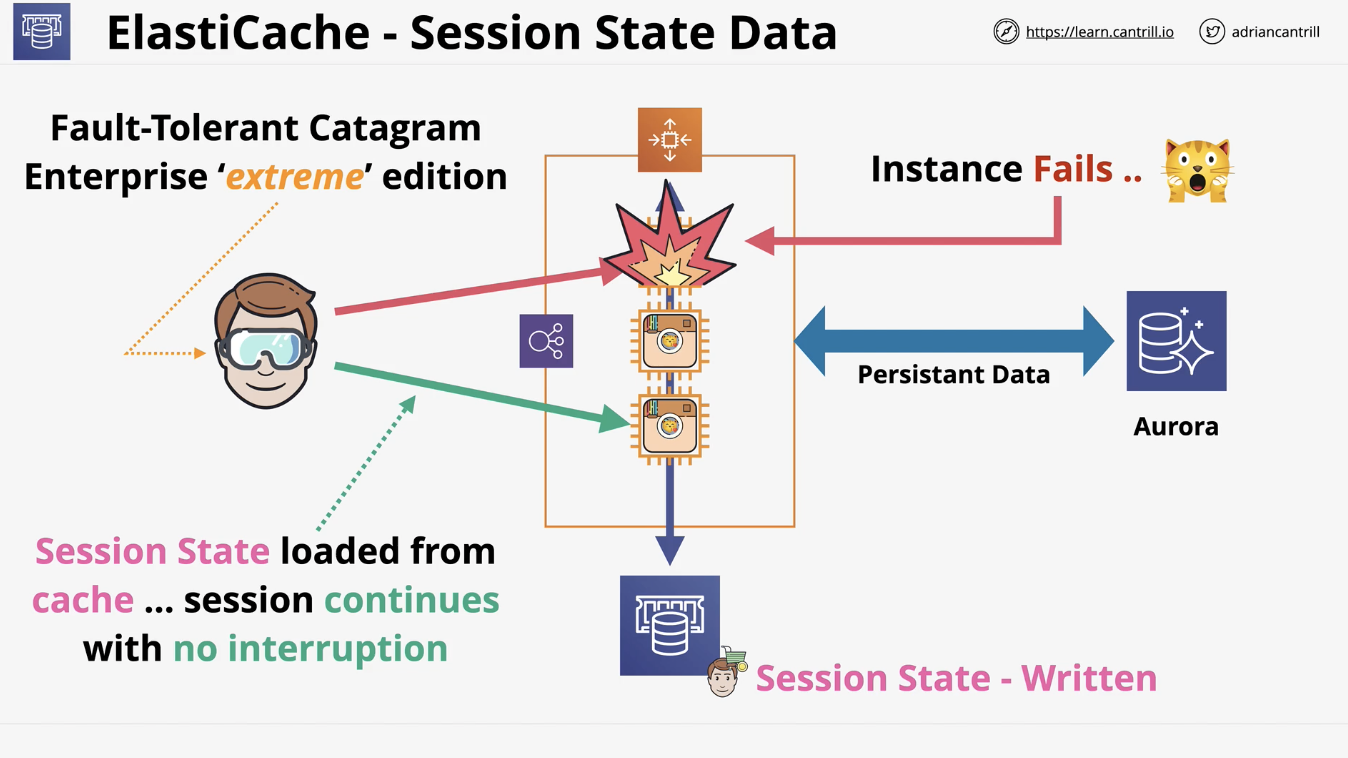 ElastiCache - Session State Data
https://learn.cantrill.io
adriancantrill
Fault-Tolerant Catagram
Enterprise ‘extreme’ edition
Instance Fails ..
Persistant Data
Aurora
Session State loaded from
cache ... session continues
with no interruption
Session State - Written